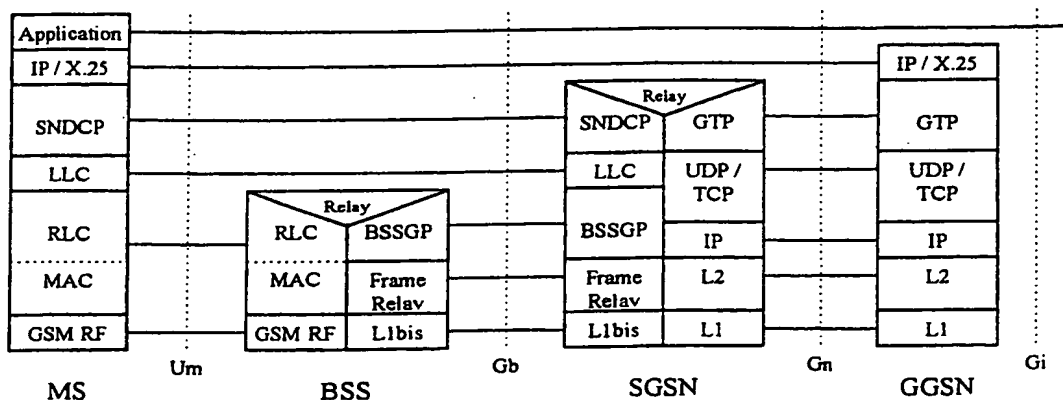 Application
IP / X.25
SNDCP
LLC
RLC
MAC
GSM RF
MS
Um
Relay
RLC
MAC
GSM RF
BSSGP
Frame
Relay
L1bis
BSS
Gb
Relay
SNDCP
LLC
BSSGP
Frame
Relay
L1bis
GTP
UDP /
TCP
IP
L2
L1
SGSN
Gn
IP / X.25
GTP
UDP /
TCP
IP
L2
L1
GGSN
Gi